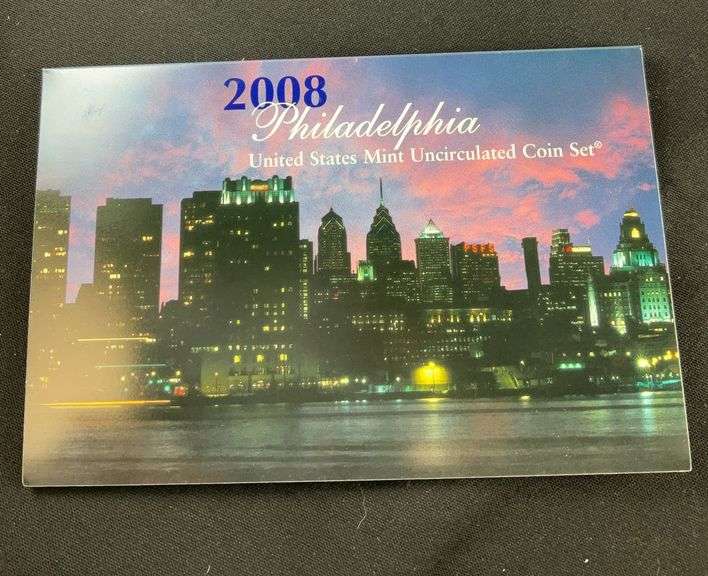 2008
Philadelphia
United States Mint Uncirculated Coin Set®